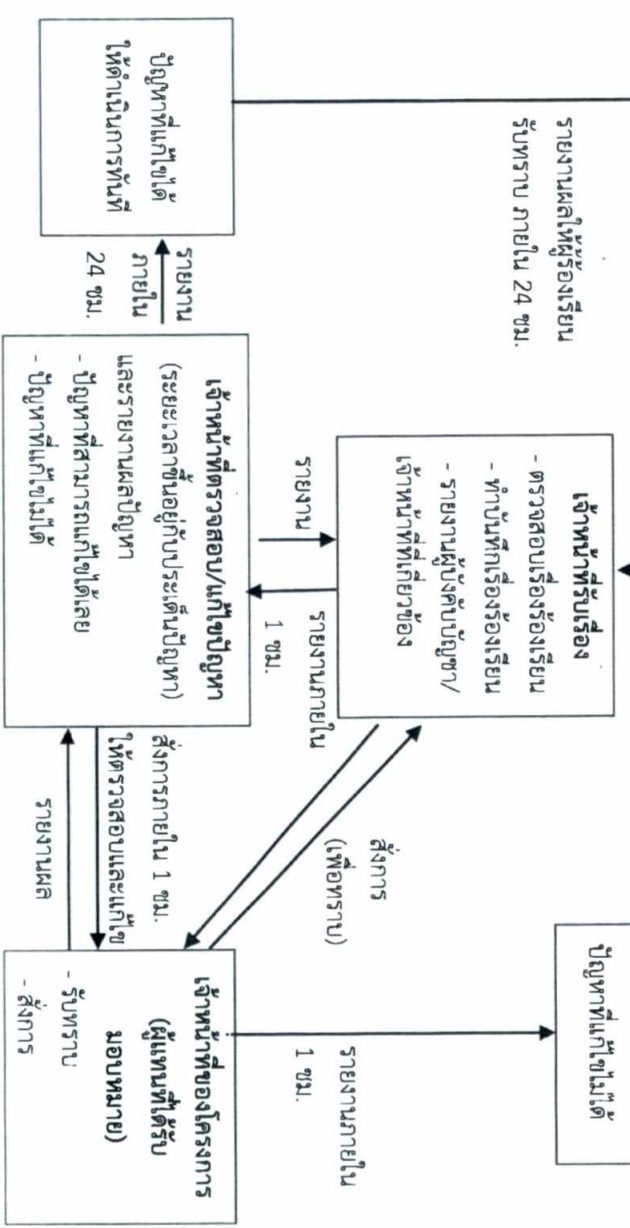 รายงานผลให้ผู้ร้องเรียน
รับทราบ ภายใน 24 ชม.
เจ้าหน้าที่รับเรื่อง
- ตรวจสอบเรื่องร้องเรียน
- ทำบันทึกเรื่องร้องเรียน
- รายงานผู้บังคับบัญชา/
เจ้าหน้าที่ที่เกี่ยวข้อง
ปัญหาที่แก้ไขไม่ได้
ปัญหาที่แก้ไขได้
ให้ดำเนินการทันที
รายงาน
ภายใน
24 ชม.
รายงาน
รายงานภายใน
1 ชม.
สั่งการ
(เพื่อทราบ)
รายงานภายใน
1 ชม.
เจ้าหน้าที่ตรวจสอบ/แก้ไขปัญหา
(ระยะเวลาขึ้นอยู่กับประเด็นปัญหา)
และรายงานผลปัญหา
- ปัญหาที่สามารถแก้ไขได้เลย
- ปัญหาที่แก้ไขไม่ได้
สั่งการภายใน 1 ชม.
ให้ตรวจสอบและแก้ไข
รายงานผล
เจ้าหน้าที่ของโครงการ
(ผู้แทนที่ได้รับ
มอบหมาย)
- รับทราบ
- สั่งการ